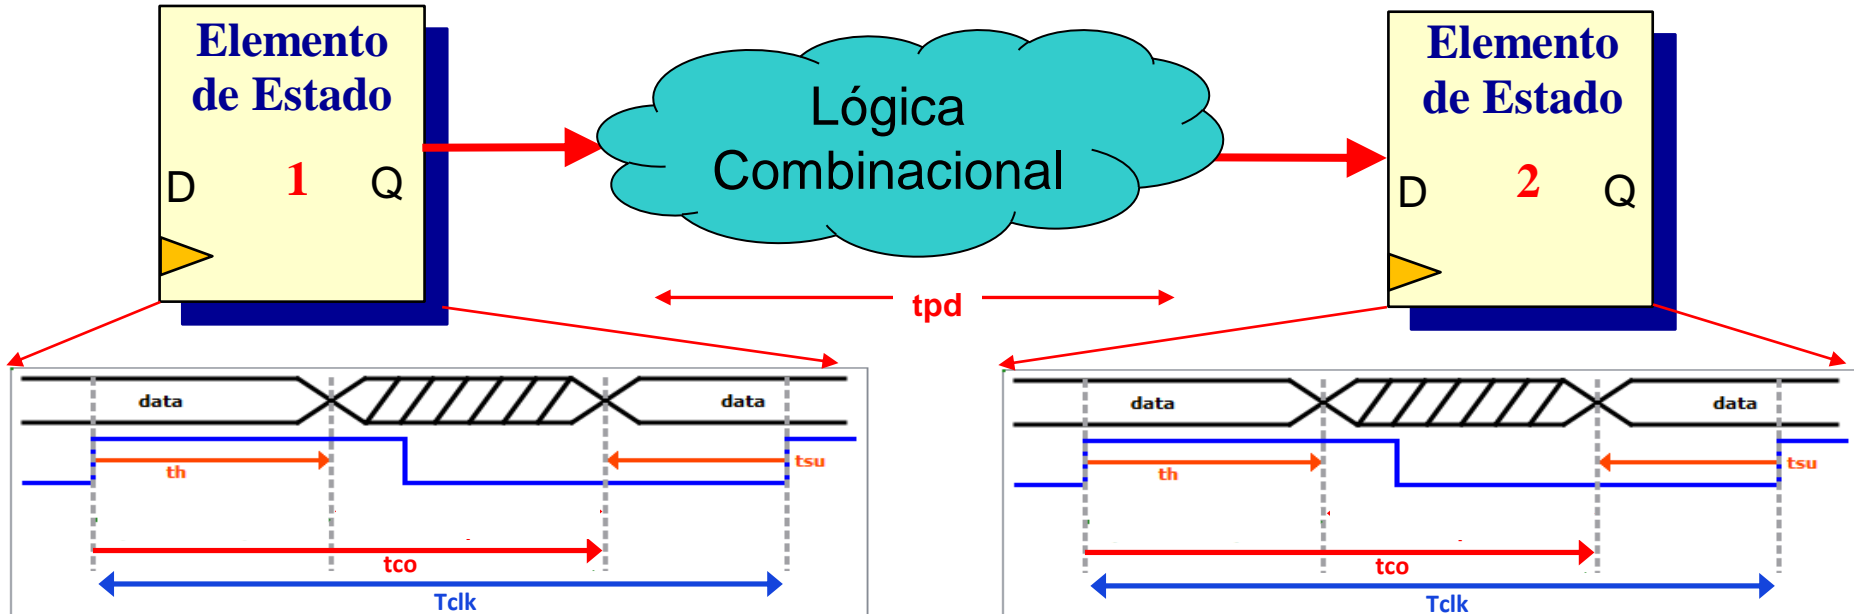 Elemento
de Estado
D 1 Q
Lógica
Combinacional
Elemento
de Estado
D 2 Q
tpd
data data
th tsu
tco
Tclk
data data
th tsu
tco
Tclk